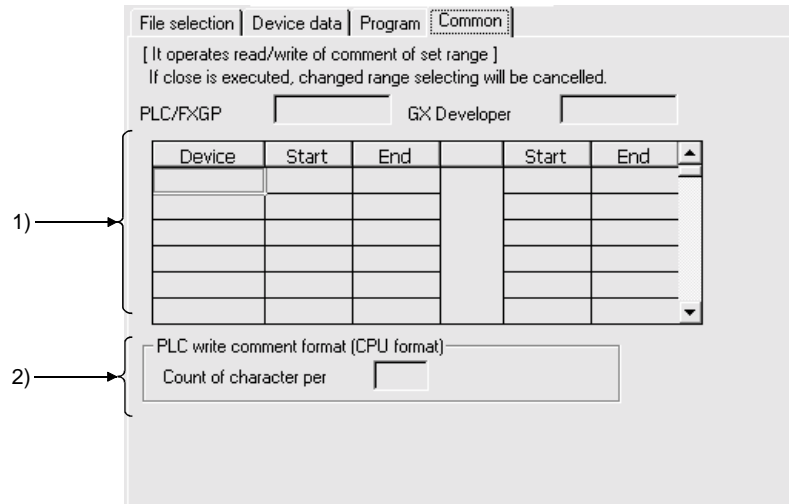 File selection Device data Program Common
[ It operates read/write of comment of set range ]
If close is executed, changed range selecting will be cancelled.
PLC/FXGP GX Developer
1)
Device Start End Start End
2)
PLC write comment format (CPU format)
Count of character per